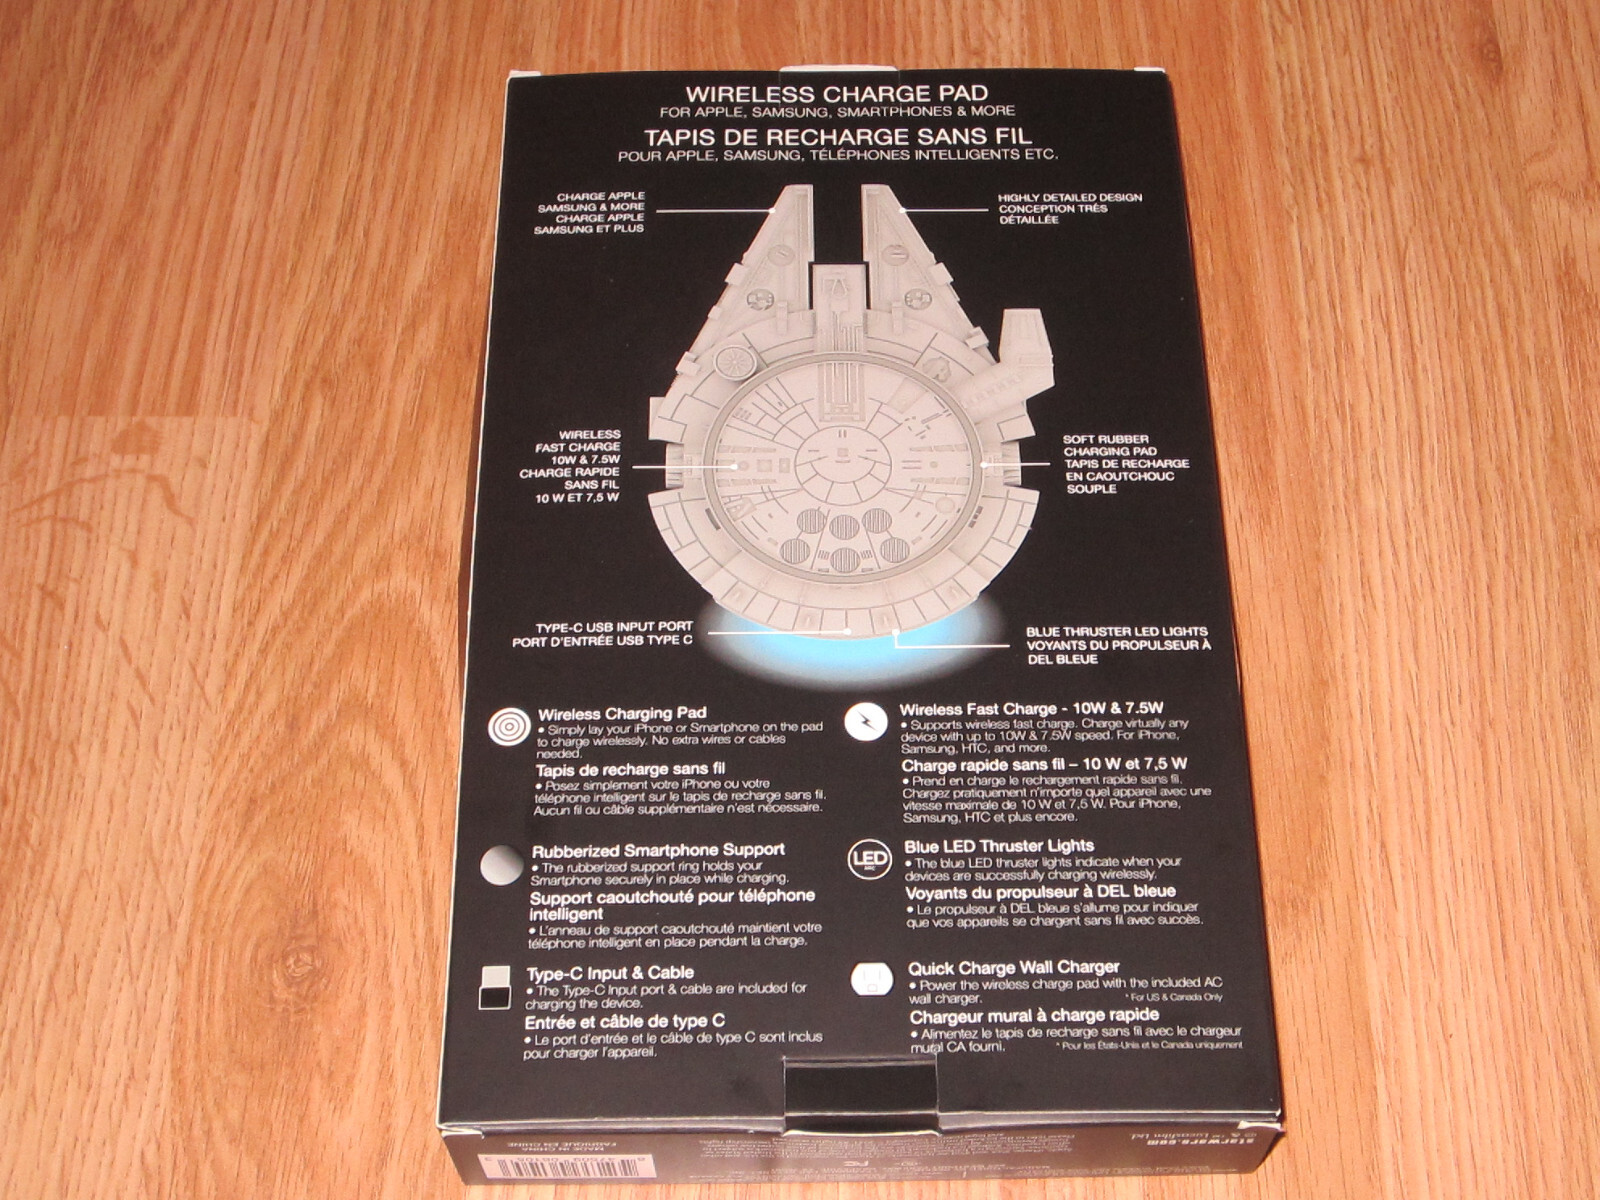 WIRELESS CHARGE PAD
FOR APPLE, SAMSUNG, SMARTPHONES & MORE
TAPIS DE RECHARGE SANS FIL
POUR APPLE, SAMSUNG, TÉLÉPHONES INTELLIGENTS ETC.
CHARGE APPLE
SAMSUNG & MORE
CHARGE APPLE
SAMSUNG ET PLUS
HIGHLY DETAILED DESIGN
CONCEPTION TRÈS
DÉTAILLÉE
WIRELESS
FAST CHARGE
10W & 7.5W
CHARGE RAPIDE
SANS FIL
10 W ET 7,5 W
SOFT RUBBER
CHARGING PAD
TAPIS DE RECHARGE
EN CAOUTCHOUC
SOUPLE
TYPE-C USB INPUT PORT
PORT D'ENTRÉE USB TYPE C
BLUE THRUSTER LED LIGHTS
VOYANTS DU PROPULSEUR À
DEL BLEUE
Wireless Charging Pad
• Simply lay your iPhone or Smartphone on the pad
to charge wirelessly. No extra wires or cables
needed.
Tapis de recharge sans fil
• Posez simplement votre iPhone ou votre
téléphone intelligent sur le tapis de recharge sans fil.
Aucun fil ou câble supplémentaire n'est nécessaire.
Wireless Fast Charge - 10W & 7.5W
• Supports wireless fast charge. Charge virtually any
device with up to 10W & 7.5W speed. For iPhone,
Samsung, HTC, and more.
Charge rapide sans fil – 10 W et 7,5 W
• Prend en charge le rechargement rapide sans fil.
Chargez pratiquement n'importe quel appareil avec une
vitesse maximale de 10 W et 7,5 W. Pour iPhone,
Samsung, HTC et plus encore.
Rubberized Smartphone Support
• The rubberized support ring holds your
Smartphone securely in place while charging.
Support caoutchouté pour téléphone
intelligent
• L'anneau de support caoutchouté maintient votre
téléphone intelligent en place pendant la charge.
LED
Blue LED Thruster Lights
• The blue LED thruster lights indicate when your
devices are successfully charging wirelessly.
Voyants du propulseur à DEL bleue
• Le propulseur à DEL bleue s'allume pour indiquer
que vos appareils se chargent sans fil avec succès.
Type-C Input & Cable
• The Type-C Input port & cable are included for
charging the device.
Entrée et câble de type C
• Le port d'entrée et le câble de type C sont inclus
pour charger l'appareil.
Quick Charge Wall Charger
• Power the wireless charge pad with the included AC
wall charger. * For US & Canada Only
Chargeur mural à charge rapide
• Alimentez le tapis de recharge sans fil avec le chargeur
mural CA fourni. * Pour les États-Unis et le Canada uniquement
starwars.com
© & ™ Lucasfilm Ltd.
MADE IN CHINA
FABRIQUÉ EN CHINE